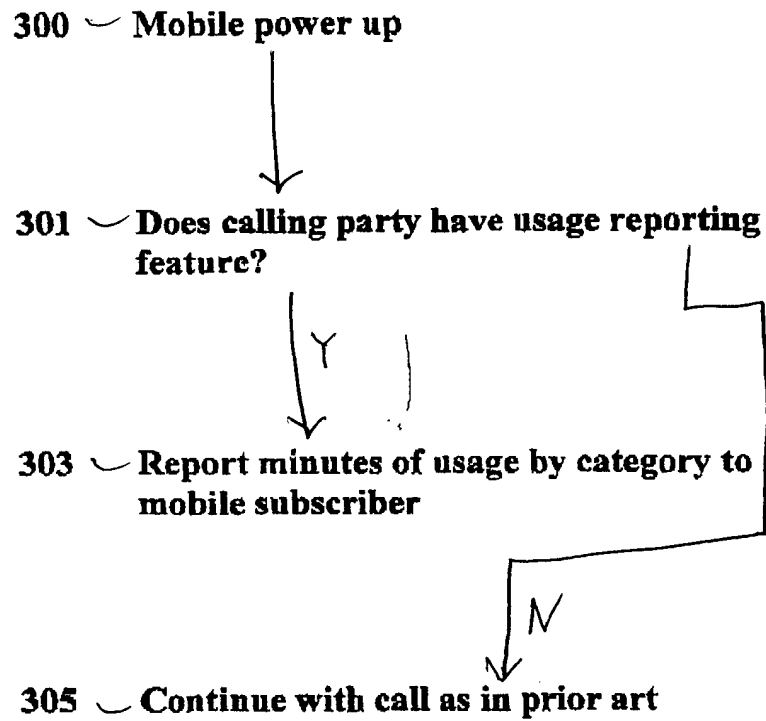 300 Mobile power up
301 Does calling party have usage reporting
feature?
Y
303 Report minutes of usage by category to
mobile subscriber
N
305 Continue with call as in prior art